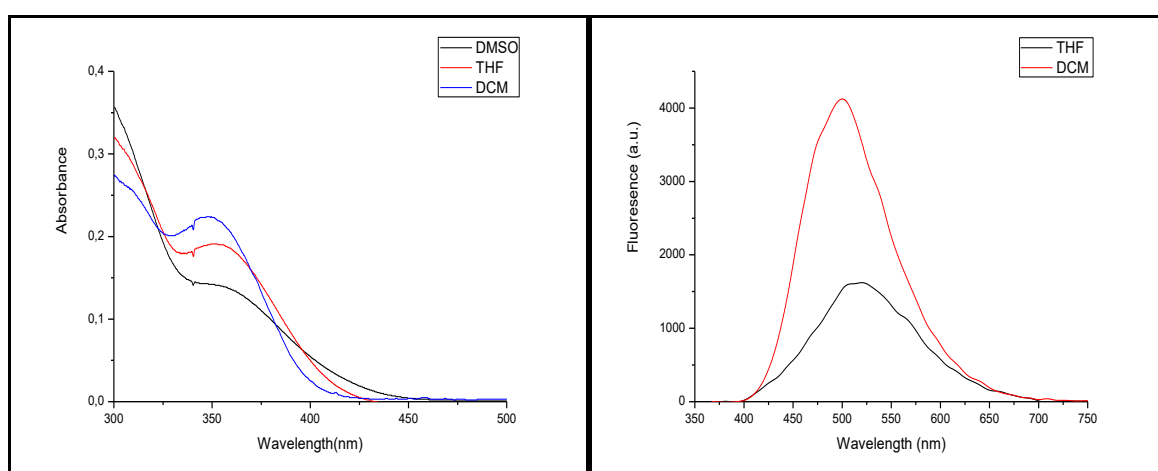 DMSO
THF
DCM
0,4
0,3
0,2
0,1
0,0
Absorbance
300 350 400 450 500
Wavelength(nm)
THF
DCM
4000
3000
2000
1000
0
Fluoresence (a.u.)
350 400 450 500 550 600 650 700 750
Wavelength (nm)